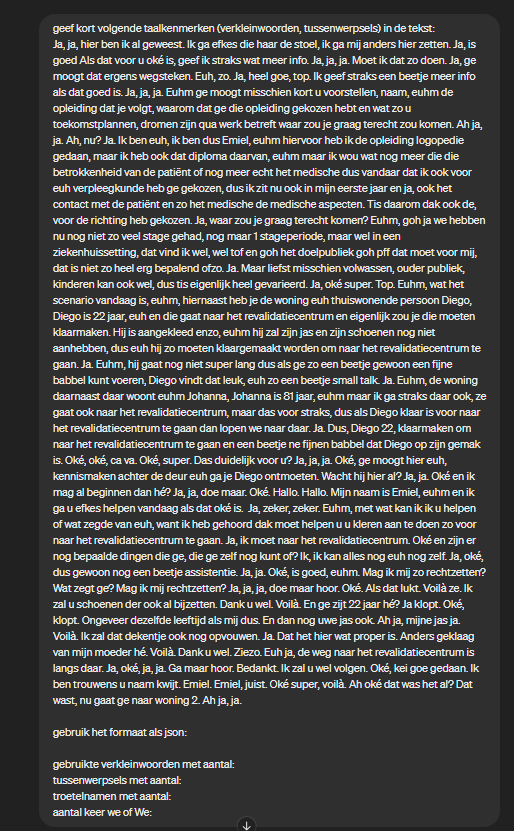 geef kort volgende taalkenmerken (verkleinwoorden, tussenwerpsels) in de tekst:
Ja, ja, hier ben ik al geweest. Ik ga efkes die haar de stoel, ik ga mij anders hier zetten. Ja, is
goed Als dat voor u oké is, geef ik straks wat meer info. Ja, ja, ja. Moet ik dat zo doen. Ja, ge
moogt dat ergens wegsteken. Euh, zo. Ja, heel goe, top. Ik geef straks een beetje meer info
als dat goed is. Ja, ja, ja. Euhm ge moogt misschien kort u voorstellen, naam, euhm de
opleiding dat je volgt, waarom dat ge die opleiding gekozen hebt en wat zo u
toekomstplannen, dromen zijn qua werk betreft waar zou je graag terecht zou komen. Ah ja,
ja. Ah, nu? Ja. Ik ben euh, ik ben dus Emiel, euhm hiervoor heb ik de opleiding logopedie
gedaan, maar ik heb ook dat diploma daarvan, euhm maar ik wou wat nog meer die die
betrokkenheid van de patiënt of nog meer echt het medische dus vandaar dat ik ook voor
euh verpleegkunde heb ge gekozen, dus ik zit nu ook in mijn eerste jaar en ja, ook het
contact met de patiënt en zo het medische de medische aspecten. Tis daarom dak ook de,
voor de richting heb gekozen. Ja, waar zou je graag terecht komen? Euhm, goh ja we hebben
nu nog niet zo veel stage gehad, nog maar 1 stageperiode, maar wel in een
ziekenhuissetting, dat vind ik wel, wel tof en goh het doelpubliek goh pff dat moet voor mij,
dat is niet zo heel erg bepalend ofzo. Ja. Maar liefst misschien volwassen, ouder publiek,
kinderen kan ook wel, dus tis eigenlijk heel gevarieerd. Ja, oké super. Top. Euhm, wat het
scenario vandaag is, euhm, hiernaast heb je de woning euh thuiswonende persoon Diego,
Diego is 22 jaar, euh en die gaat naar het revalidatiecentrum en eigenlijk zou je die moeten
klaarmaken. Hij is aangekleed enzo, euhm hij zal zijn jas en zijn schoenen nog niet
aanhebben, dus euh hij zo moeten klaargemaakt worden om naar het revalidatiecentrum te
gaan. Ja. Euhm, hij gaat nog niet super lang dus als ge zo een beetje gewoon een fijne
babbel kunt voeren, Diego vindt dat leuk, euh zo een beetje small talk. Ja. Euhm, de woning
daarnaast daar woont euhm Johanna, Johanna is 81 jaar, euhm maar ik ga straks daar ook, ze
gaat ook naar het revalidatiecentrum, maar das voor straks, dus als Diego klaar is voor naar
het revalidatiecentrum te gaan dan lopen we naar daar. Ja. Dus, Diego 22, klaarmaken om
naar het revalidatiecentrum te gaan en een beetje ne fijnen babbel dat Diego op zijn gemak
is. Oké, oké, ca va. Oké, super. Das duidelijk voor u? Ja, ja, ja. Oké, ge moogt hier euh,
kennismaken achter de deur euh ga je Diego ontmoeten. Wacht hij hier al? Ja, ja. Oké en ik
mag al beginnen dan hé? Ja, ja, doe maar. Oké. Hallo. Hallo. Mijn naam is Emiel, euhm en ik
ga u efkes helpen vandaag als dat oké is.  Ja, zeker, zeker. Euhm, met wat kan ik ik u helpen
of wat zegde van euh, want ik heb gehoord dak moet helpen u u kleren aan te doen zo voor
naar het revalidatiecentrum te gaan. Ja, ik moet naar het revalidatiecentrum. Oké en zijn er
nog bepaalde dingen die ge, die ge zelf nog kunt of? Ik, ik kan alles nog euh nog zelf. Ja, oké,
dus gewoon nog een beetje assistentie. Ja, ja. Oké, is goed, euhm. Mag ik mij zo rechtzetten?
Wat zegt ge? Mag ik mij rechtzetten? Ja, ja, ja, doe maar hoor. Oké. Als dat lukt. Voilà ze. Ik
zal u schoenen der ook al bijzetten. Dank u wel. Voilà. En ge zijt 22 jaar hé? Ja klopt. Oké,
klopt. Ongeveer dezelfde leeftijd als mij dus. En dan nog uwe jas ook. Ah ja, mijne jas ja.
Voilà. Ik zal dat dekentje ook nog opvouwen. Ja. Dat het hier wat proper is. Anders geklaag
van mijn moeder hé. Voilà. Dank u wel. Ziezo. Euh ja, de weg naar het revalidatiecentrum is
langs daar. Ja, oké, ja, ja. Ga maar hoor. Bedankt. Ik zal u wel volgen. Oké, kei goe gedaan. Ik
ben trouwens u naam kwijt. Emiel. Emiel, juist. Oké super, voilà. Ah oké dat was het al? Dat
wast, nu gaat ge naar woning 2. Ah ja, ja.
gebruik het formaat als json:
gebruikte verkleinwoorden met aantal:
tussenwerpsels met aantal:
troetelnamen met aantal:
aantal keer we of We: